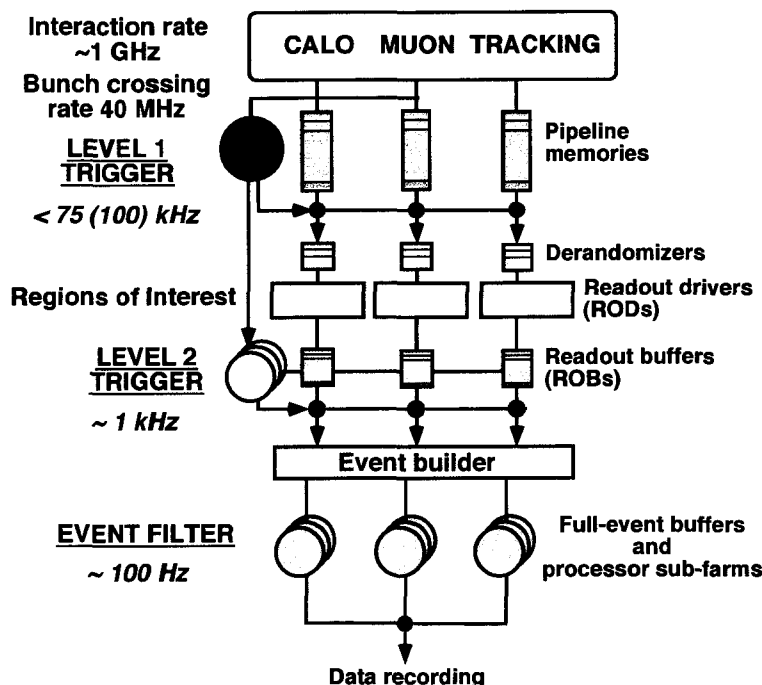 Interaction rate
~1 GHz
CALO MUON TRACKING
Bunch crossing
rate 40 MHz
Pipeline
memories
LEVEL 1
TRIGGER
< 75 (100) kHz
Derandomizers
Regions of Interest
Readout drivers
(RODs)
LEVEL 2
TRIGGER
~ 1 kHz
Readout buffers
(ROBs)
Event builder
EVENT FILTER
~ 100 Hz
Full-event buffers
and
processor sub-farms
Data recording